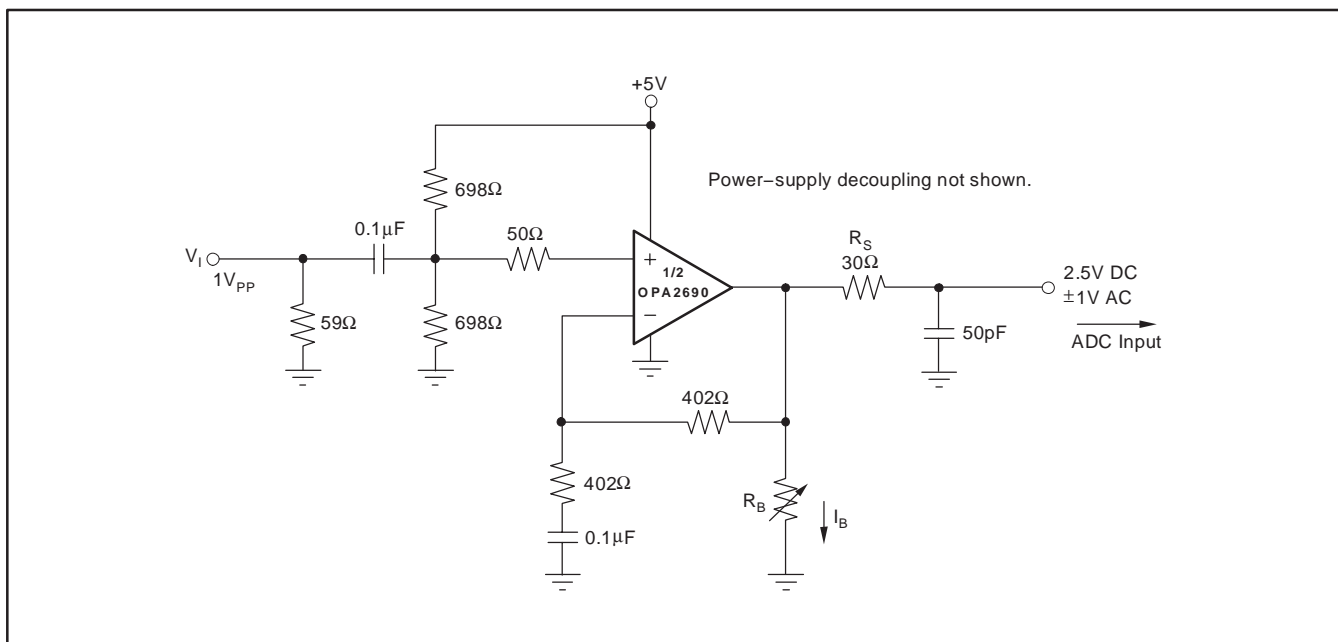 +5V
698Ω
Power−supply decoupling not shown.
0.1μF
50Ω
R_S
30Ω
V_I
1V_PP
+
1/2
OPA2690
−
2.5V DC
±1V AC
59Ω
698Ω
50pF
ADC Input
402Ω
402Ω
R_B
I_B
0.1μF